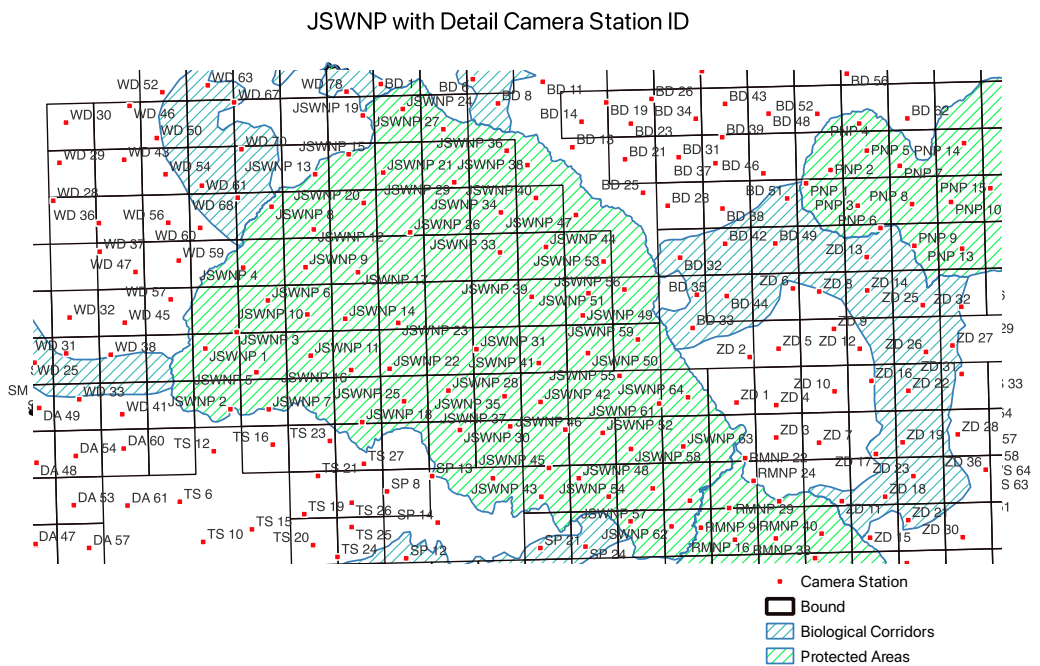 JSWNP with Detail Camera Station ID
WD 52
WD 63
WD 78
BD 1
BD 6
BD 8
BD 11
BD 26
BD 56
WD 30
WD 46
WD 67
JSWNP 19
JSWNP 24
BD 14
BD 19
BD 34
BD 43
BD 52
BD 48
BD 62
WD 50
JSWNP 27
BD 23
BD 39
PNP 4
WD 29
WD 43
WD 70
JSWNP 15
JSWNP 36
BD 13
BD 21
BD 31
PNP 5
PNP 14
WD 54
JSWNP 13
JSWNP 21
JSWNP 38
BD 37
BD 46
PNP 2
PNP 7
WD 28
WD 61
JSWNP 20
JSWNP 29
JSWNP 40
BD 25
BD 51
PNP 1
PNP 8
PNP 15
WD 36
WD 56
WD 68
JSWNP 8
JSWNP 34
BD 28
BD 38
PNP 3
PNP 10
WD 60
JSWNP 12
JSWNP 26
JSWNP 47
PNP 6
WD 37
WD 59
JSWNP 33
JSWNP 44
BD 42
BD 49
ZD 13
PNP 9
PNP 13
WD 47
JSWNP 4
JSWNP 9
JSWNP 17
JSWNP 53
BD 32
WD 57
JSWNP 6
JSWNP 39
JSWNP 56
BD 35
ZD 6
ZD 8
ZD 14
WD 32
WD 45
JSWNP 10
JSWNP 14
JSWNP 51
BD 44
ZD 25
ZD 32
JSWNP 49
BD 33
ZD 9
WD 31
WD 38
JSWNP 3
JSWNP 23
JSWNP 59
29
JSWNP 1
JSWNP 11
JSWNP 31
ZD 2
ZD 5
ZD 12
ZD 26
ZD 27
WD 25
JSWNP 5
JSWNP 16
JSWNP 22
JSWNP 41
JSWNP 50
ZD 16
ZD 31
SM
WD 33
JSWNP 28
JSWNP 55
ZD 10
ZD 22
33
WD 41
JSWNP 2
JSWNP 7
JSWNP 25
JSWNP 35
JSWNP 42
JSWNP 64
ZD 1
ZD 4
DA 49
JSWNP 18
JSWNP 37
JSWNP 46
JSWNP 61
DA 54
DA 60
TS 12
TS 16
TS 23
JSWNP 30
JSWNP 52
JSWNP 63
ZD 3
ZD 7
ZD 19
ZD 28
57
DA 48
TS 21
TS 27
SP 13
JSWNP 45
JSWNP 48
JSWNP 58
RMNP 22
RMNP 24
ZD 17
ZD 23
ZD 36
58
S 64
DA 53
DA 61
TS 6
SP 8
JSWNP 43
JSWNP 54
ZD 18
S 63
TS 19
TS 26
SP 14
JSWNP 57
RMNP 29
ZD 11
DA 47
DA 57
TS 10
TS 15
TS 20
TS 25
TS 24
SP 12
SP 21
SP 24
JSWNP 62
RMNP 9
RMNP 40
RMNP 16
RMNP 38
ZD 15
ZD 30
Camera Station
Bound
Biological Corridors
Protected Areas